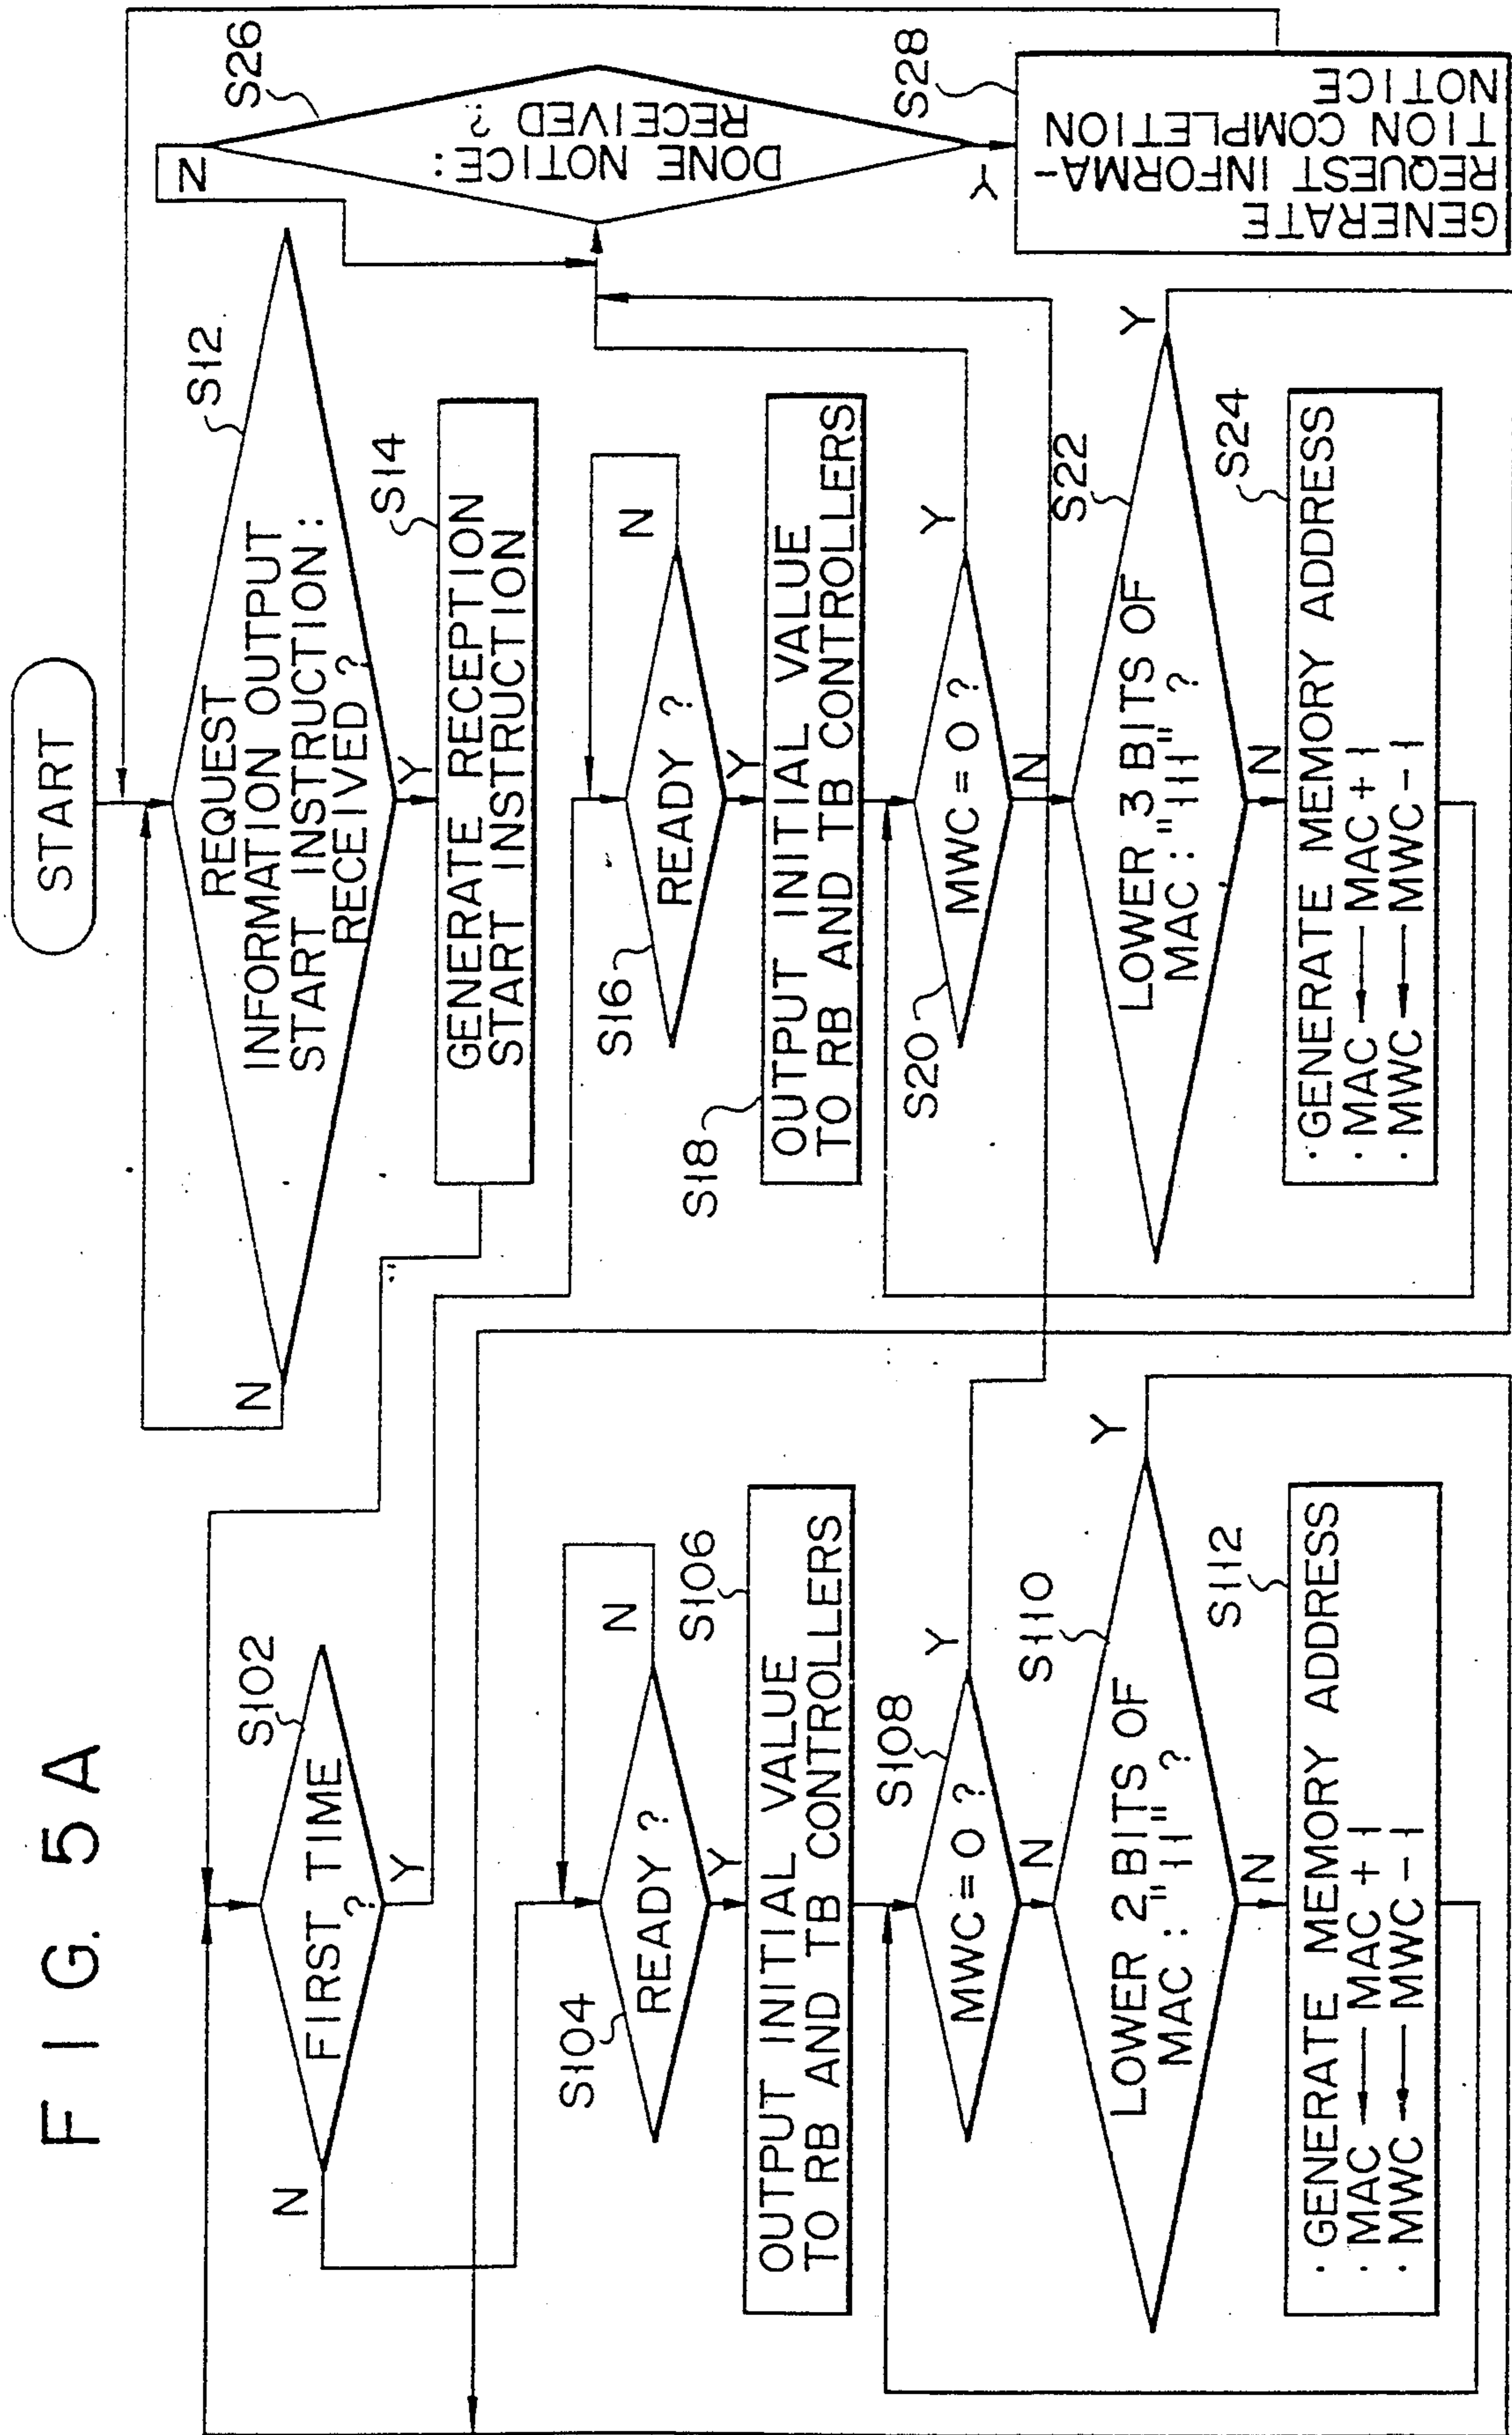 FIG. 5A
START
REQUEST
INFORMATION OUTPUT
START INSTRUCTION:
RECEIVED ?
S12
N
Y
GENERATE RECEPTION
START INSTRUCTION
S14
FIRST TIME
?
S102
N
Y
READY ?
S16
N
Y
OUTPUT INITIAL VALUE
TO RB AND TB CONTROLLERS
S18
MWC = 0 ?
S20
Y
N
LOWER 3 BITS OF
MAC : "111" ?
S22
Y
N
· GENERATE MEMORY ADDRESS
· MAC ← MAC + 1
· MWC ← MWC - 1
S24
DONE NOTICE:
RECEIVED ?
S26
N
Y
GENERATE
REQUEST INFORMA-
TION COMPLETION
NOTICE
S28
READY ?
S104
N
Y
OUTPUT INITIAL VALUE
TO RB AND TB CONTROLLERS
S106
MWC = 0 ?
S108
Y
N
LOWER 2 BITS OF
MAC : "11" ?
S110
Y
N
· GENERATE MEMORY ADDRESS
· MAC ← MAC + 1
· MWC ← MWC - 1
S112